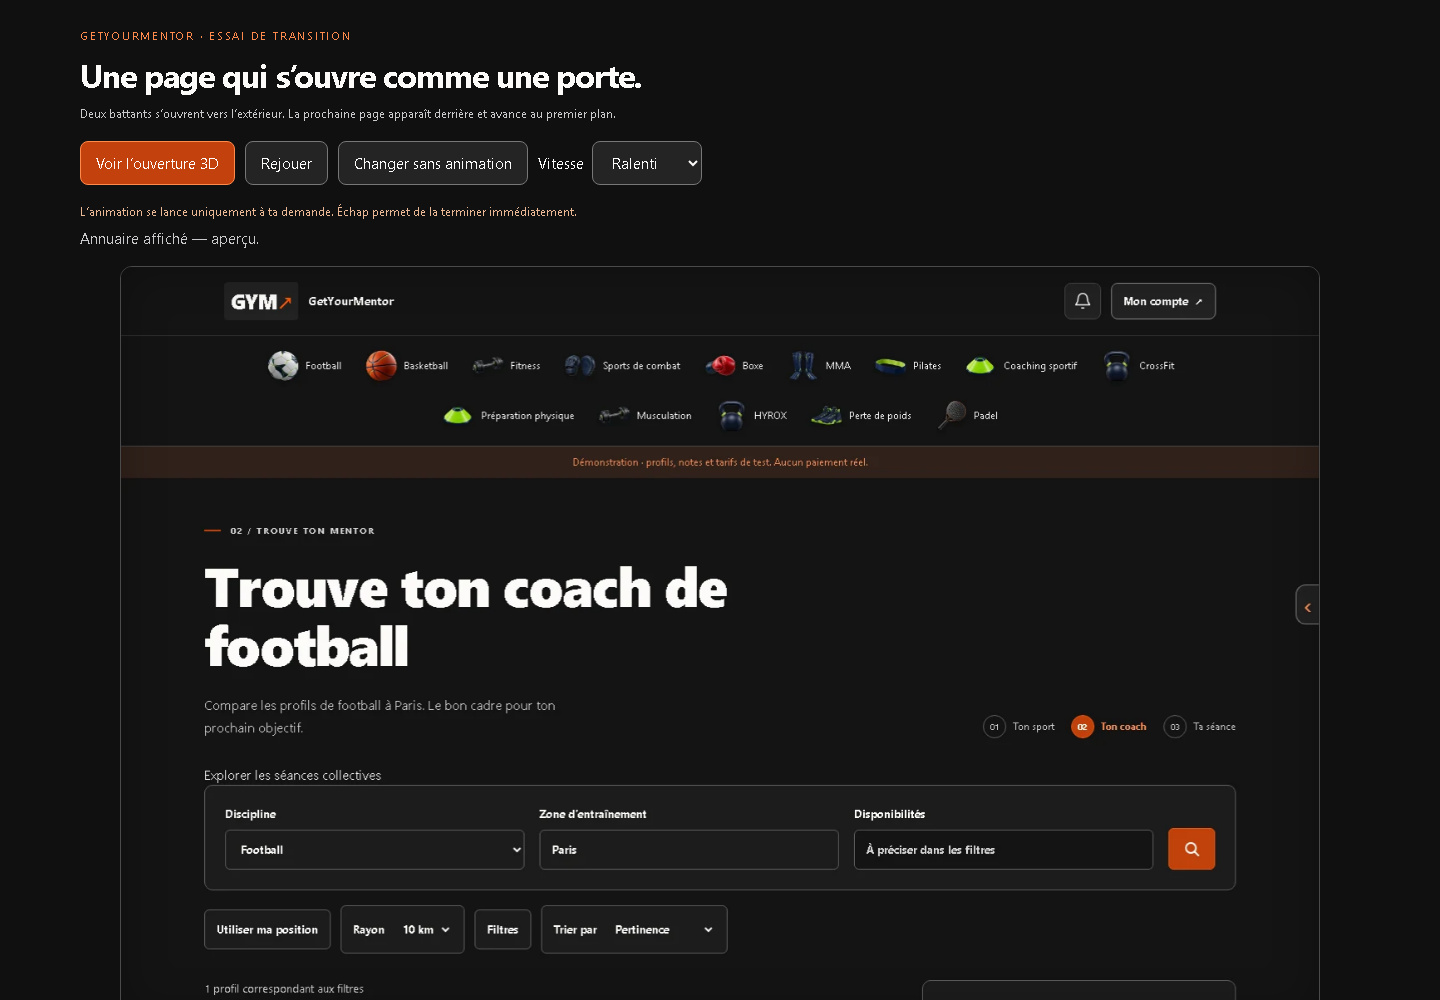 GETYOURMENTOR · ESSAI DE TRANSITION
Une page qui s’ouvre comme une porte.
Deux battants s’ouvrent vers l’extérieur. La prochaine page apparaît derrière et avance au premier plan.
Voir l’ouverture 3D Rejouer Changer sans animation Vitesse Ralenti
L’animation se lance uniquement à ta demande. Échap permet de la terminer immédiatement.
Annuaire affiché — aperçu.
GYM↗ GetYourMentor Mon compte ↗
Football Basketball Fitness Sports de combat Boxe MMA Pilates Coaching sportif CrossFit
Préparation physique Musculation HYROX Perte de poids Padel
Démonstration · profils, notes et tarifs de test. Aucun paiement réel.
02 / TROUVE TON MENTOR
Trouve ton coach de
football
Compare les profils de football à Paris. Le bon cadre pour ton
prochain objectif.
01 Ton sport 02 Ton coach 03 Ta séance
Explorer les séances collectives
Discipline Zone d’entraînement Disponibilités
Football Paris À préciser dans les filtres
Utiliser ma position Rayon 10 km Filtres Trier par Pertinence
1 profil correspondant aux filtres